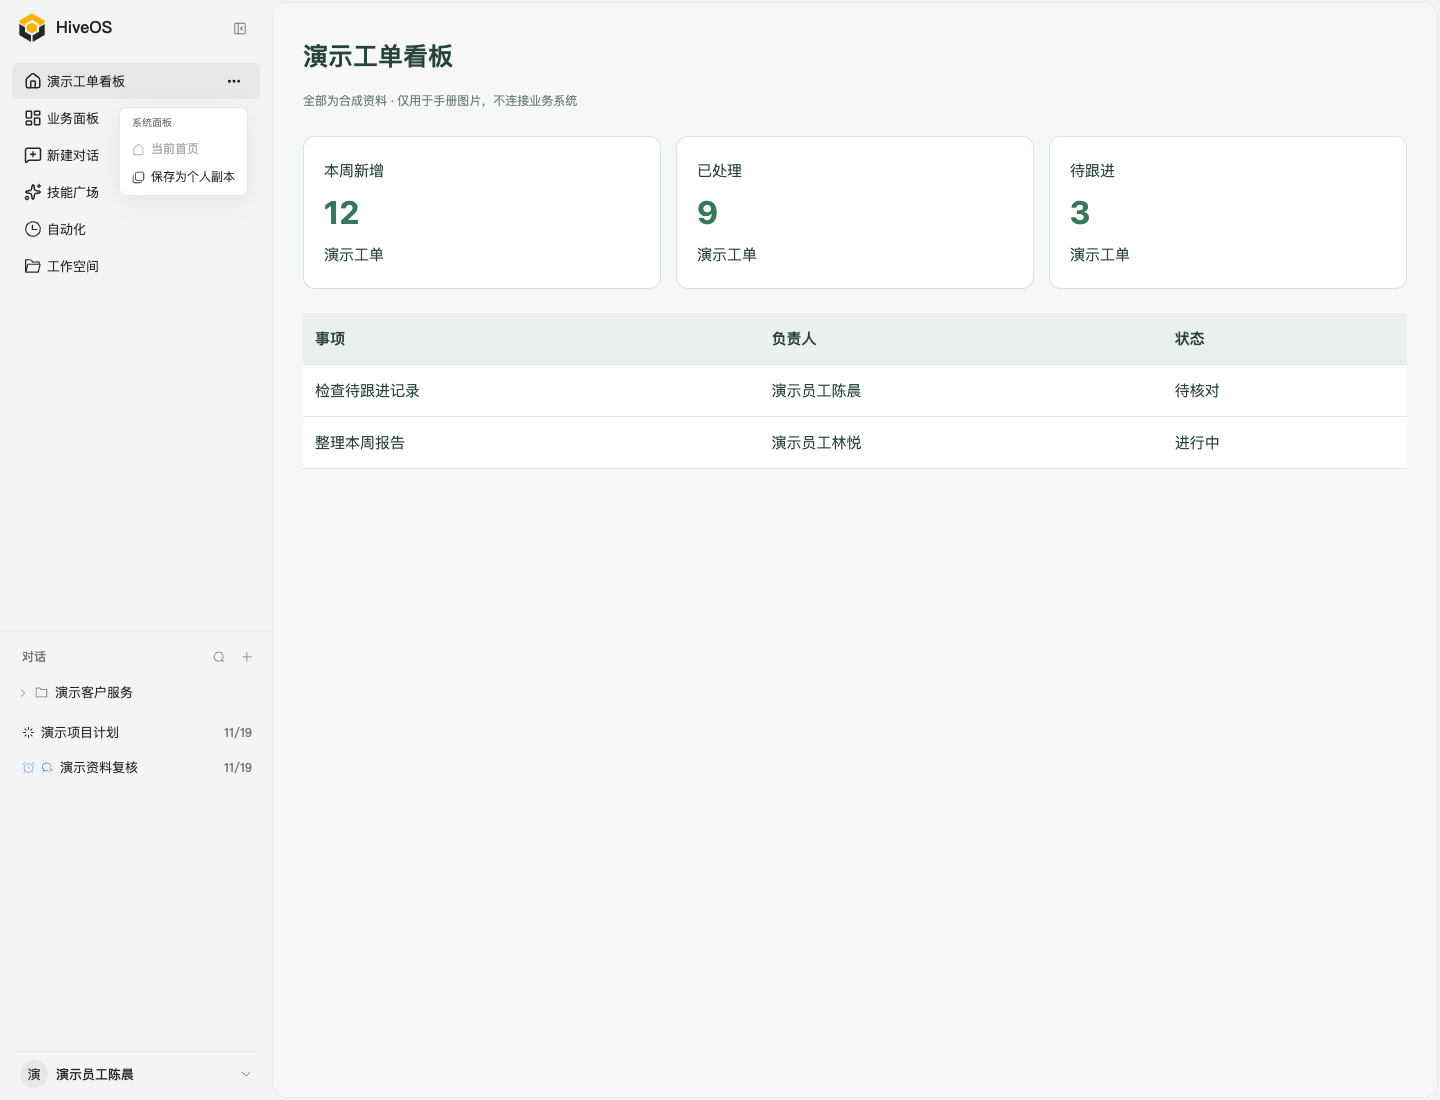 HiveOS
演示工单看板
业务面板
系统面板
当前首页
保存为个人副本
新建对话
技能广场
自动化
工作空间
对话
演示客户服务
演示项目计划 11/19
演示资料复核 11/19
演 演示员工陈晨
演示工单看板
全部为合成资料 · 仅用于手册图片，不连接业务系统
本周新增
12
演示工单
已处理
9
演示工单
待跟进
3
演示工单
事项 负责人 状态
检查待跟进记录 演示员工陈晨 待核对
整理本周报告 演示员工林悦 进行中